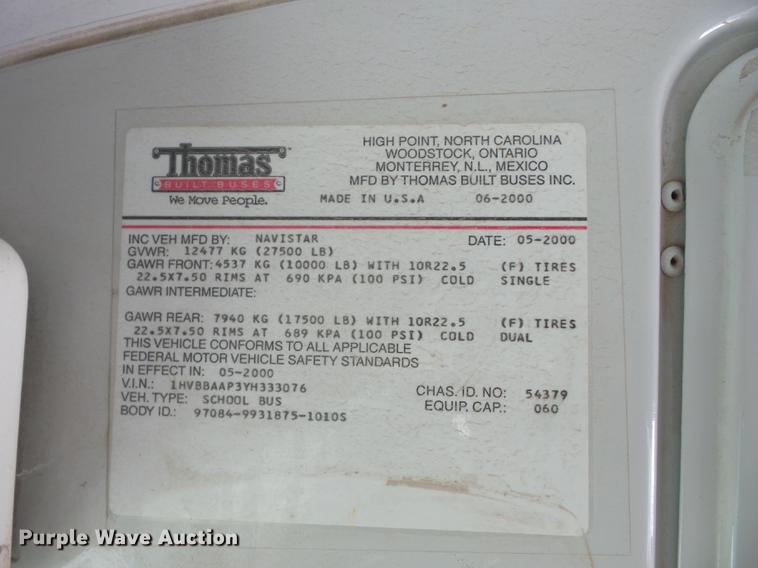 Thomas
BUILT BUSES
We Move People.
HIGH POINT, NORTH CAROLINA
WOODSTOCK, ONTARIO
MONTERREY, N.L., MEXICO
MFD BY THOMAS BUILT BUSES INC.
MADE IN U.S.A 06-2000
INC VEH MFD BY: NAVISTAR DATE: 05-2000
GVWR: 12477 KG (27500 LB)
GAWR FRONT: 4537 KG (10000 LB) WITH 10R22.5 (F) TIRES
22.5X7.50 RIMS AT 690 KPA (100 PSI) COLD SINGLE
GAWR INTERMEDIATE:
GAWR REAR: 7940 KG (17500 LB) WITH 10R22.5 (F) TIRES
22.5X7.50 RIMS AT 689 KPA (100 PSI) COLD DUAL
THIS VEHICLE CONFORMS TO ALL APPLICABLE
FEDERAL MOTOR VEHICLE SAFETY STANDARDS
IN EFFECT IN: 05-2000
V.I.N.: 1HVBBAAP3YH333076 CHAS. ID. NO: 54379
VEH. TYPE: SCHOOL BUS EQUIP. CAP.: 060
BODY ID.: 97084-9931875-1010S
Purple Wave Auction